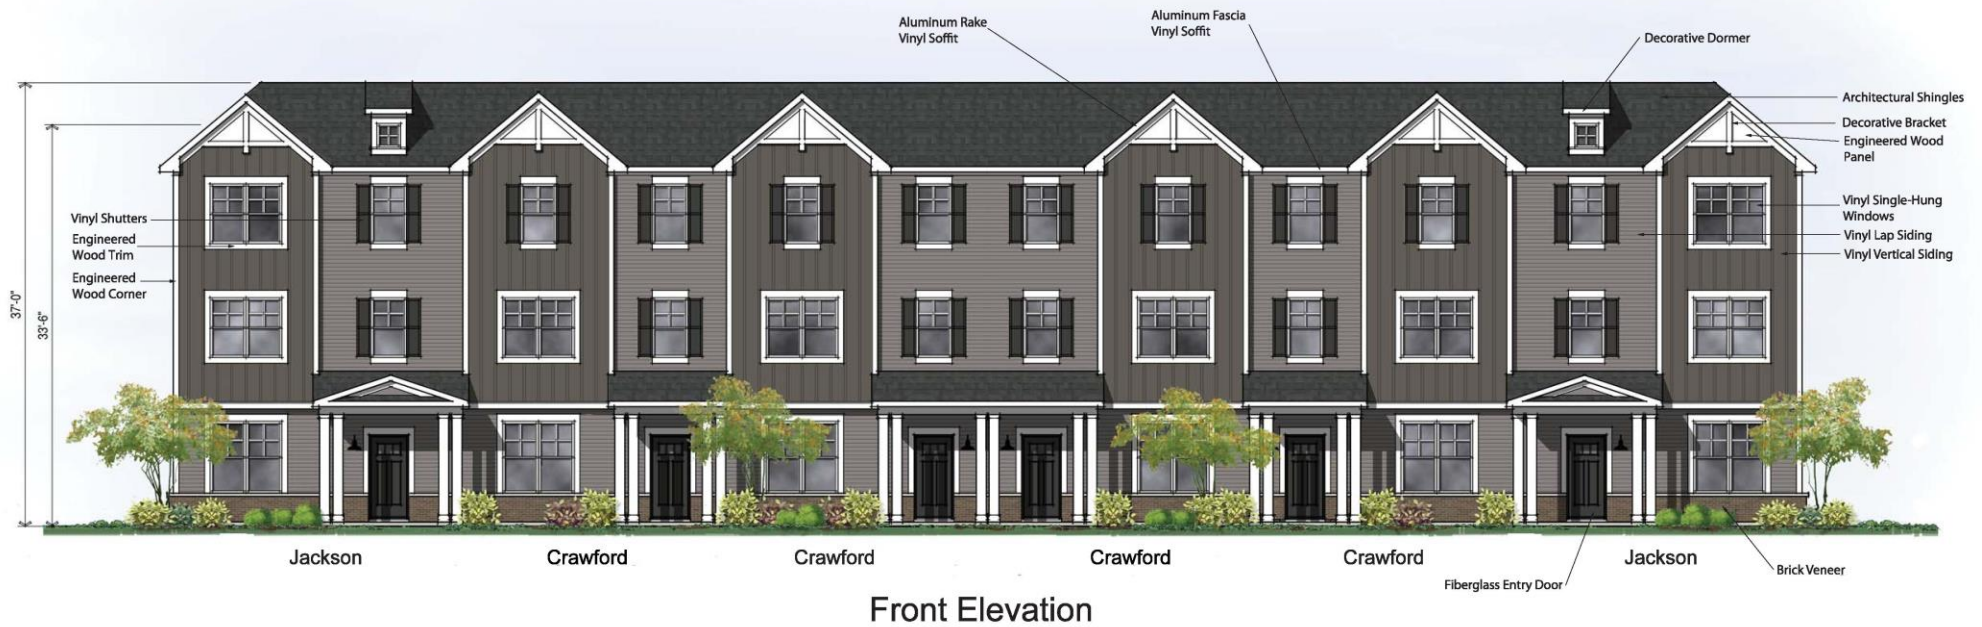 Aluminum Rake
Vinyl Soffit
Aluminum Fascia
Vinyl Soffit
Decorative Dormer
Architectural Shingles
Decorative Bracket
Engineered Wood
Panel
Vinyl Single-Hung
Windows
Vinyl Lap Siding
Vinyl Vertical Siding
Vinyl Shutters
Engineered
Wood Trim
Engineered
Wood Corner
37'-0"
33'-6"
Jackson
Crawford
Crawford
Crawford
Crawford
Jackson
Fiberglass Entry Door
Brick Veneer
Front Elevation